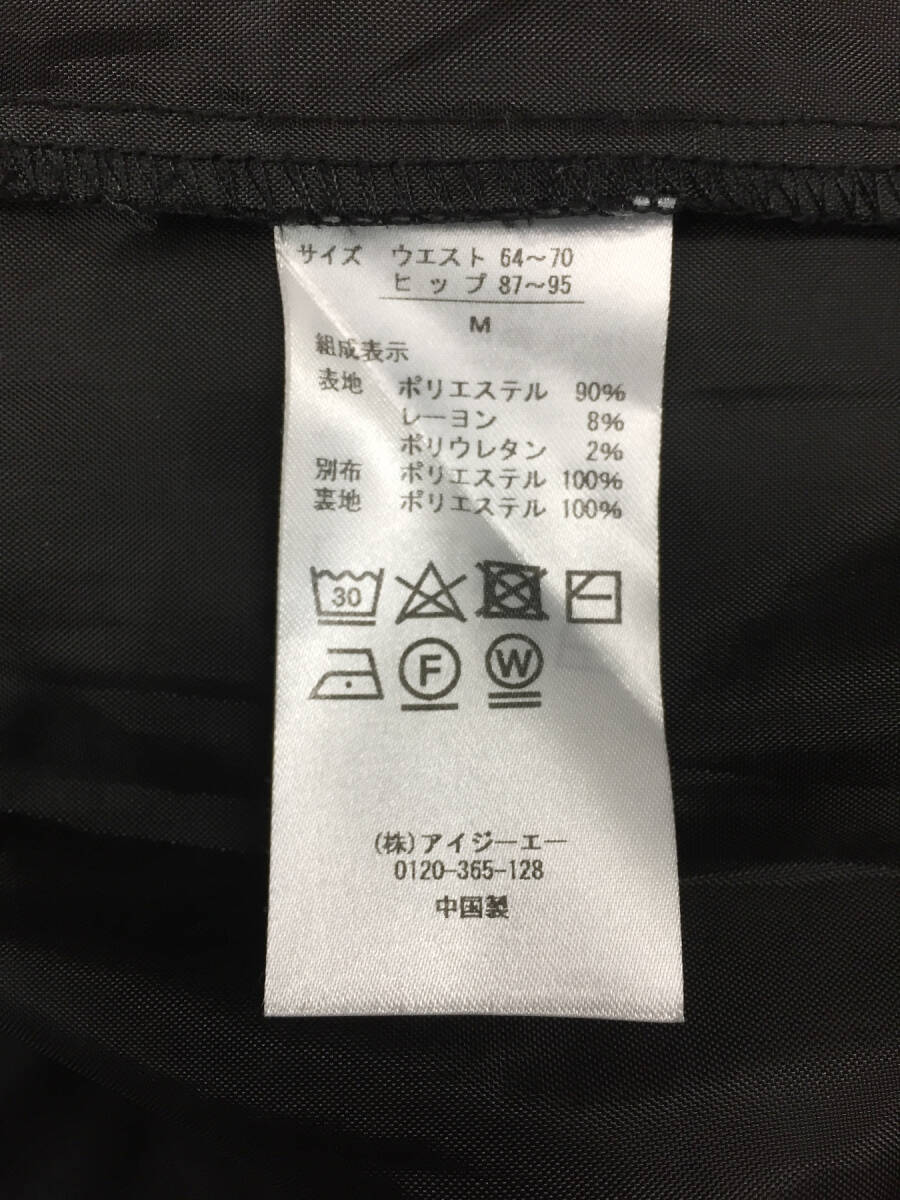 サイズ ウエスト 64～70
ヒップ 87～95
M
組成表示
表地 ポリエステル 90%
レーヨン 8%
ポリウレタン 2%
別布 ポリエステル 100%
裏地 ポリエステル 100%
30
F W
(株)アイジーエー
0120-365-128
中国製